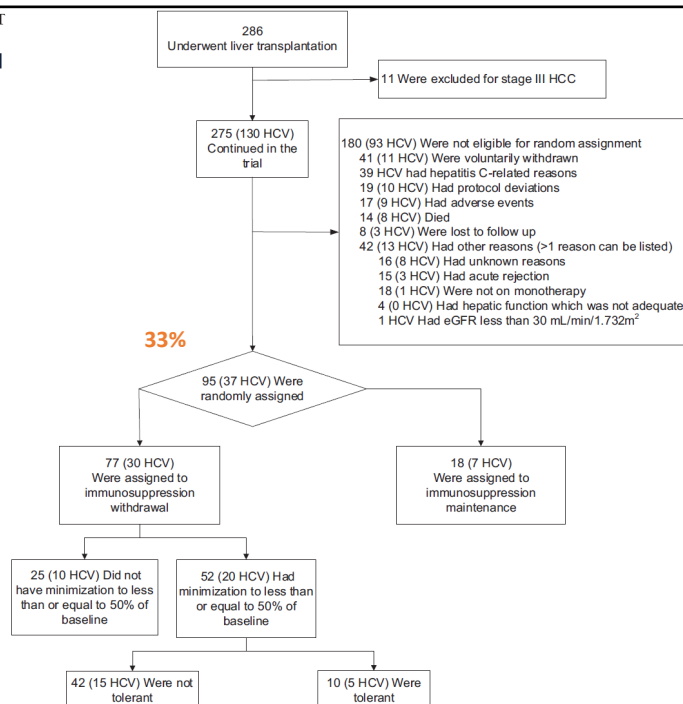 286
Underwent liver transplantation
11 Were excluded for stage III HCC
275 (130 HCV)
Continued in the
trial
180 (93 HCV) Were not eligible for random assignment
41 (11 HCV) Were voluntarily withdrawn
39 HCV had hepatitis C-related reasons
19 (10 HCV) Had protocol deviations
17 (9 HCV) Had adverse events
14 (8 HCV) Died
8 (3 HCV) Were lost to follow up
42 (13 HCV) Had other reasons (>1 reason can be listed)
16 (8 HCV) Had unknown reasons
15 (3 HCV) Had acute rejection
18 (1 HCV) Were not on monotherapy
4 (0 HCV) Had hepatic function which was not adequate
1 HCV Had eGFR less than 30 mL/min/1.732m²
33%
95 (37 HCV) Were
randomly assigned
77 (30 HCV)
Were assigned to
immunosuppression
withdrawal
18 (7 HCV)
Were assigned to
immunosuppression
maintenance
25 (10 HCV) Did not
have minimization to less
than or equal to 50% of
baseline
52 (20 HCV) Had
minimization to less than
or equal to 50% of
baseline
42 (15 HCV) Were not
tolerant
10 (5 HCV) Were
tolerant